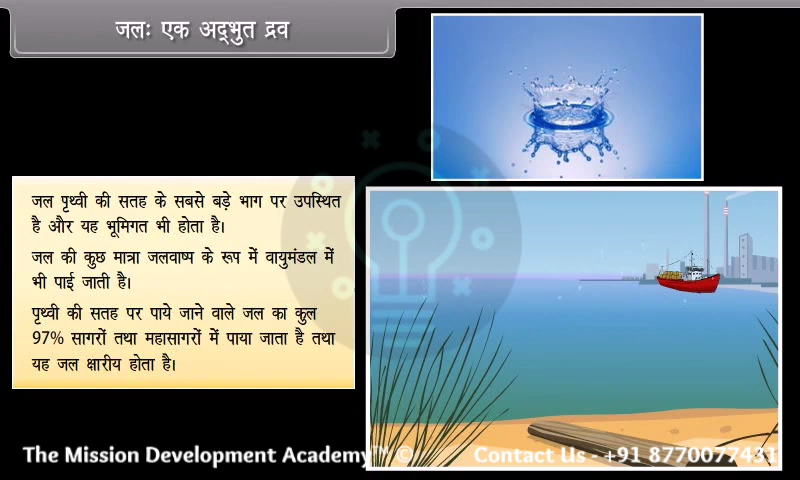 जलः एक अद्भुत द्रव
जल पृथ्वी की सतह के सबसे बड़े भाग पर उपस्थित
है और यह भूमिगत भी होता है।
जल की कुछ मात्रा जलवाष्प के रूप में वायुमंडल में
भी पाई जाती है।
पृथ्वी की सतह पर पाये जाने वाले जल का कुल
97% सागरों तथा महासागरों में पाया जाता है तथा
यह जल क्षारीय होता है।
The Mission Development Academy™ © Contact Us - +91 8770077431